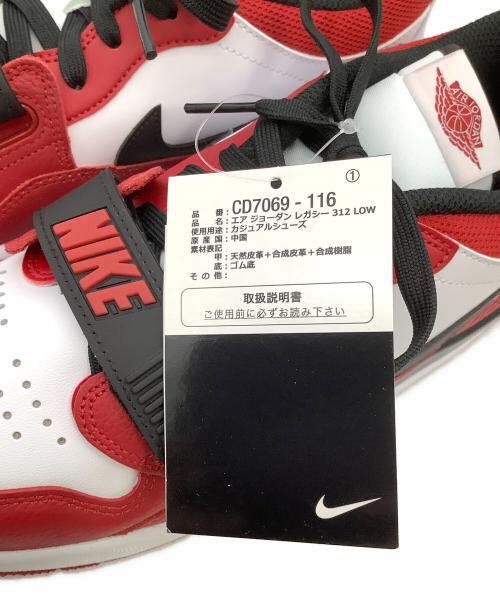 AIR JORDAN
NIKE
①
品　番：CD7069 - 116
品　名：エア ジョーダン レガシー 312 LOW
使用用途：カジュアルシューズ
原 産 国：中国
素材表記
甲：天然皮革＋合成皮革＋合成樹脂
底：ゴム底
そ の 他：
取扱説明書
ご使用前に必ずお読み下さい